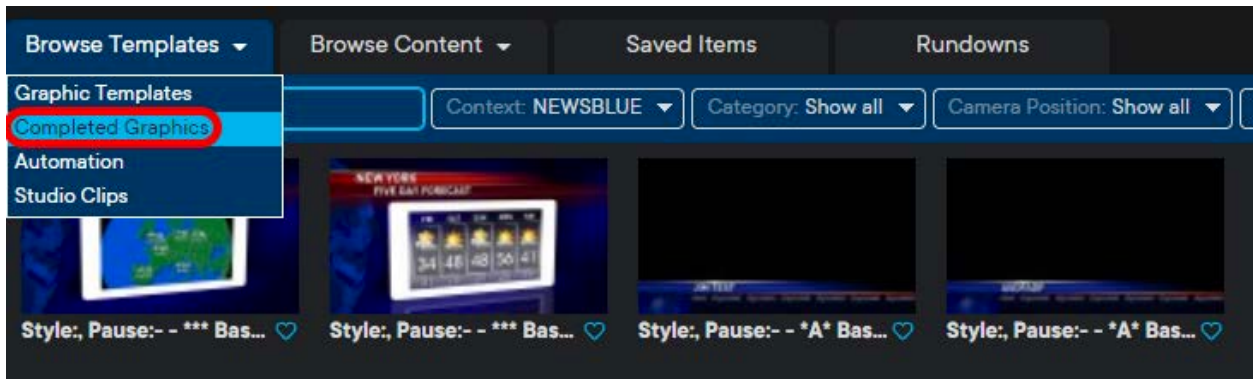 Browse Templates Browse Content Saved Items Rundowns
Graphic Templates
Completed Graphics
Automation
Studio Clips
Context: NEWSBLUE Category: Show all Camera Position: Show all
NEW YORK
FIVE DAY FORECAST
34 48 48 56 41
Style:, Pause:- - *** Bas... Style:, Pause:- - *** Bas... Style:, Pause:- - *A* Bas... Style:, Pause:- - *A* Bas...